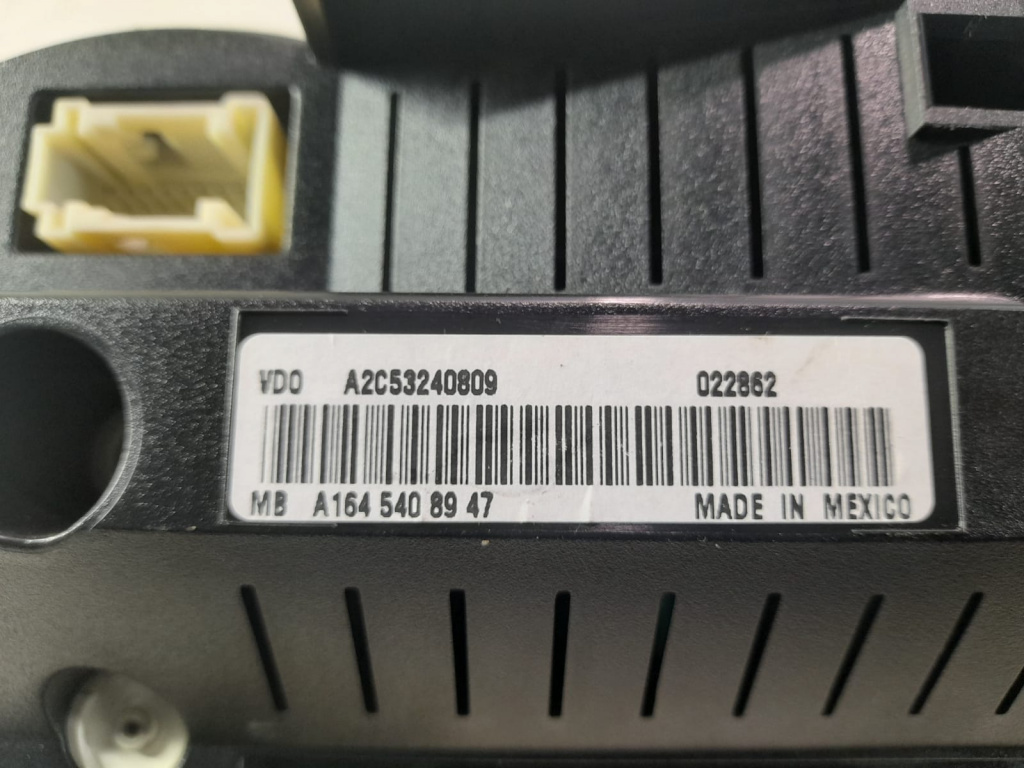 VDO A2C53240809 022862
MB A164 540 89 47 MADE IN MEXICO